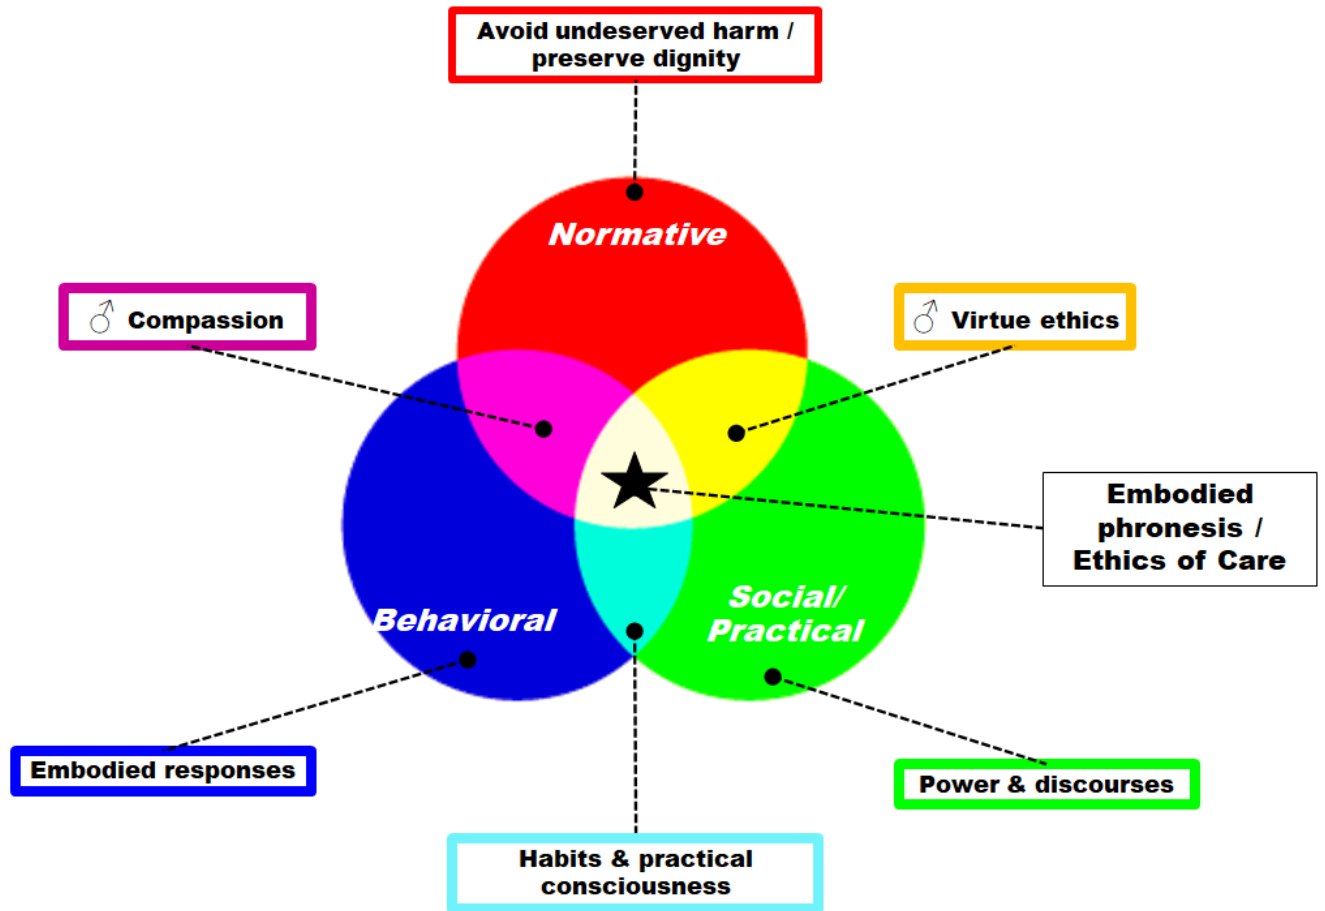 Avoid undeserved harm /
preserve dignity
Normative
♂ Compassion
♂ Virtue ethics
Embodied
phronesis /
Ethics of Care
Social/
Practical
Behavioral
Embodied responses
Power & discourses
Habits & practical
consciousness